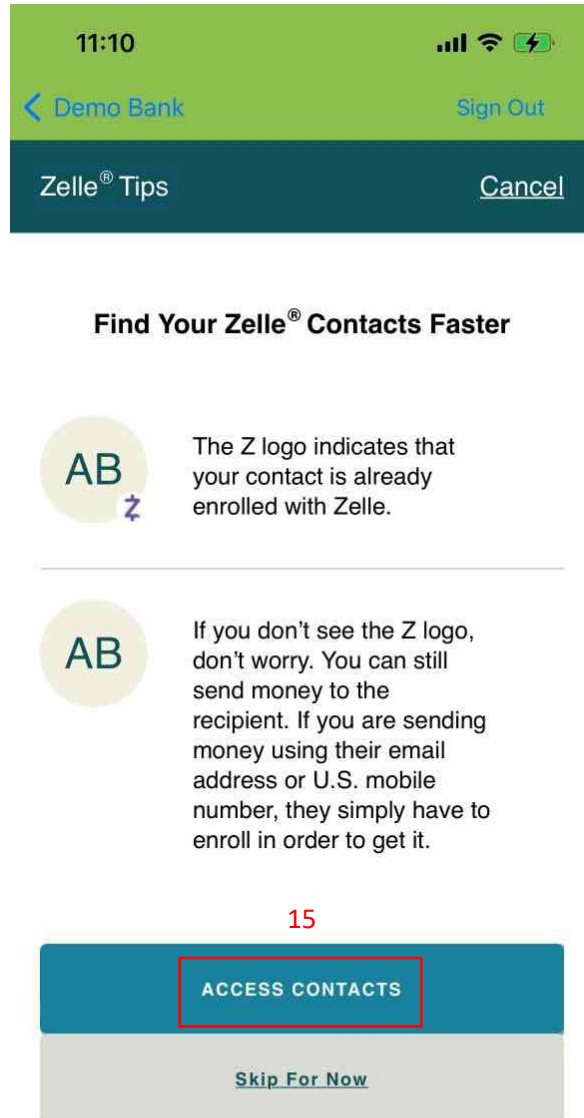 11:10
Demo Bank Sign Out
Zelle® Tips Cancel
Find Your Zelle® Contacts Faster
AB
The Z logo indicates that
your contact is already
enrolled with Zelle.
AB
If you don’t see the Z logo,
don’t worry. You can still
send money to the
recipient. If you are sending
money using their email
address or U.S. mobile
number, they simply have to
enroll in order to get it.
15
ACCESS CONTACTS
Skip For Now